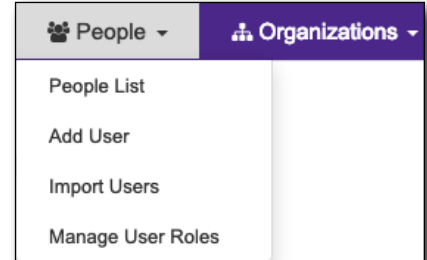 People Organizations
People List
Add User
Import Users
Manage User Roles